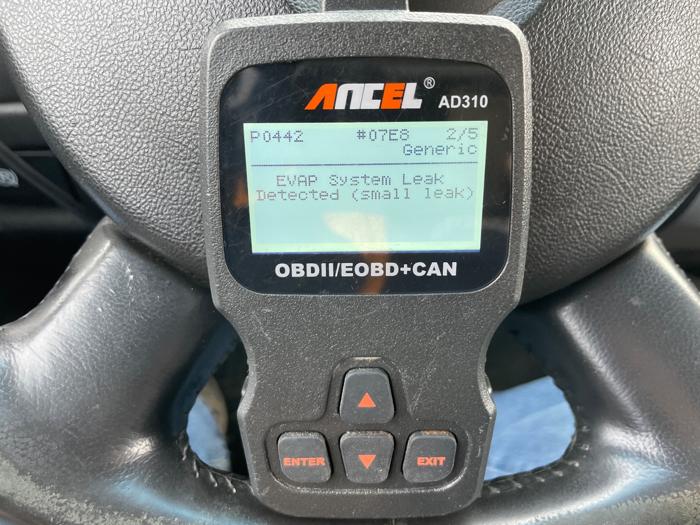 ANCEL®
AD310
P0442 #07E8 2/5
Generic
EVAP System Leak
Detected (small leak)
OBDII/EOBD+CAN
ENTER
EXIT